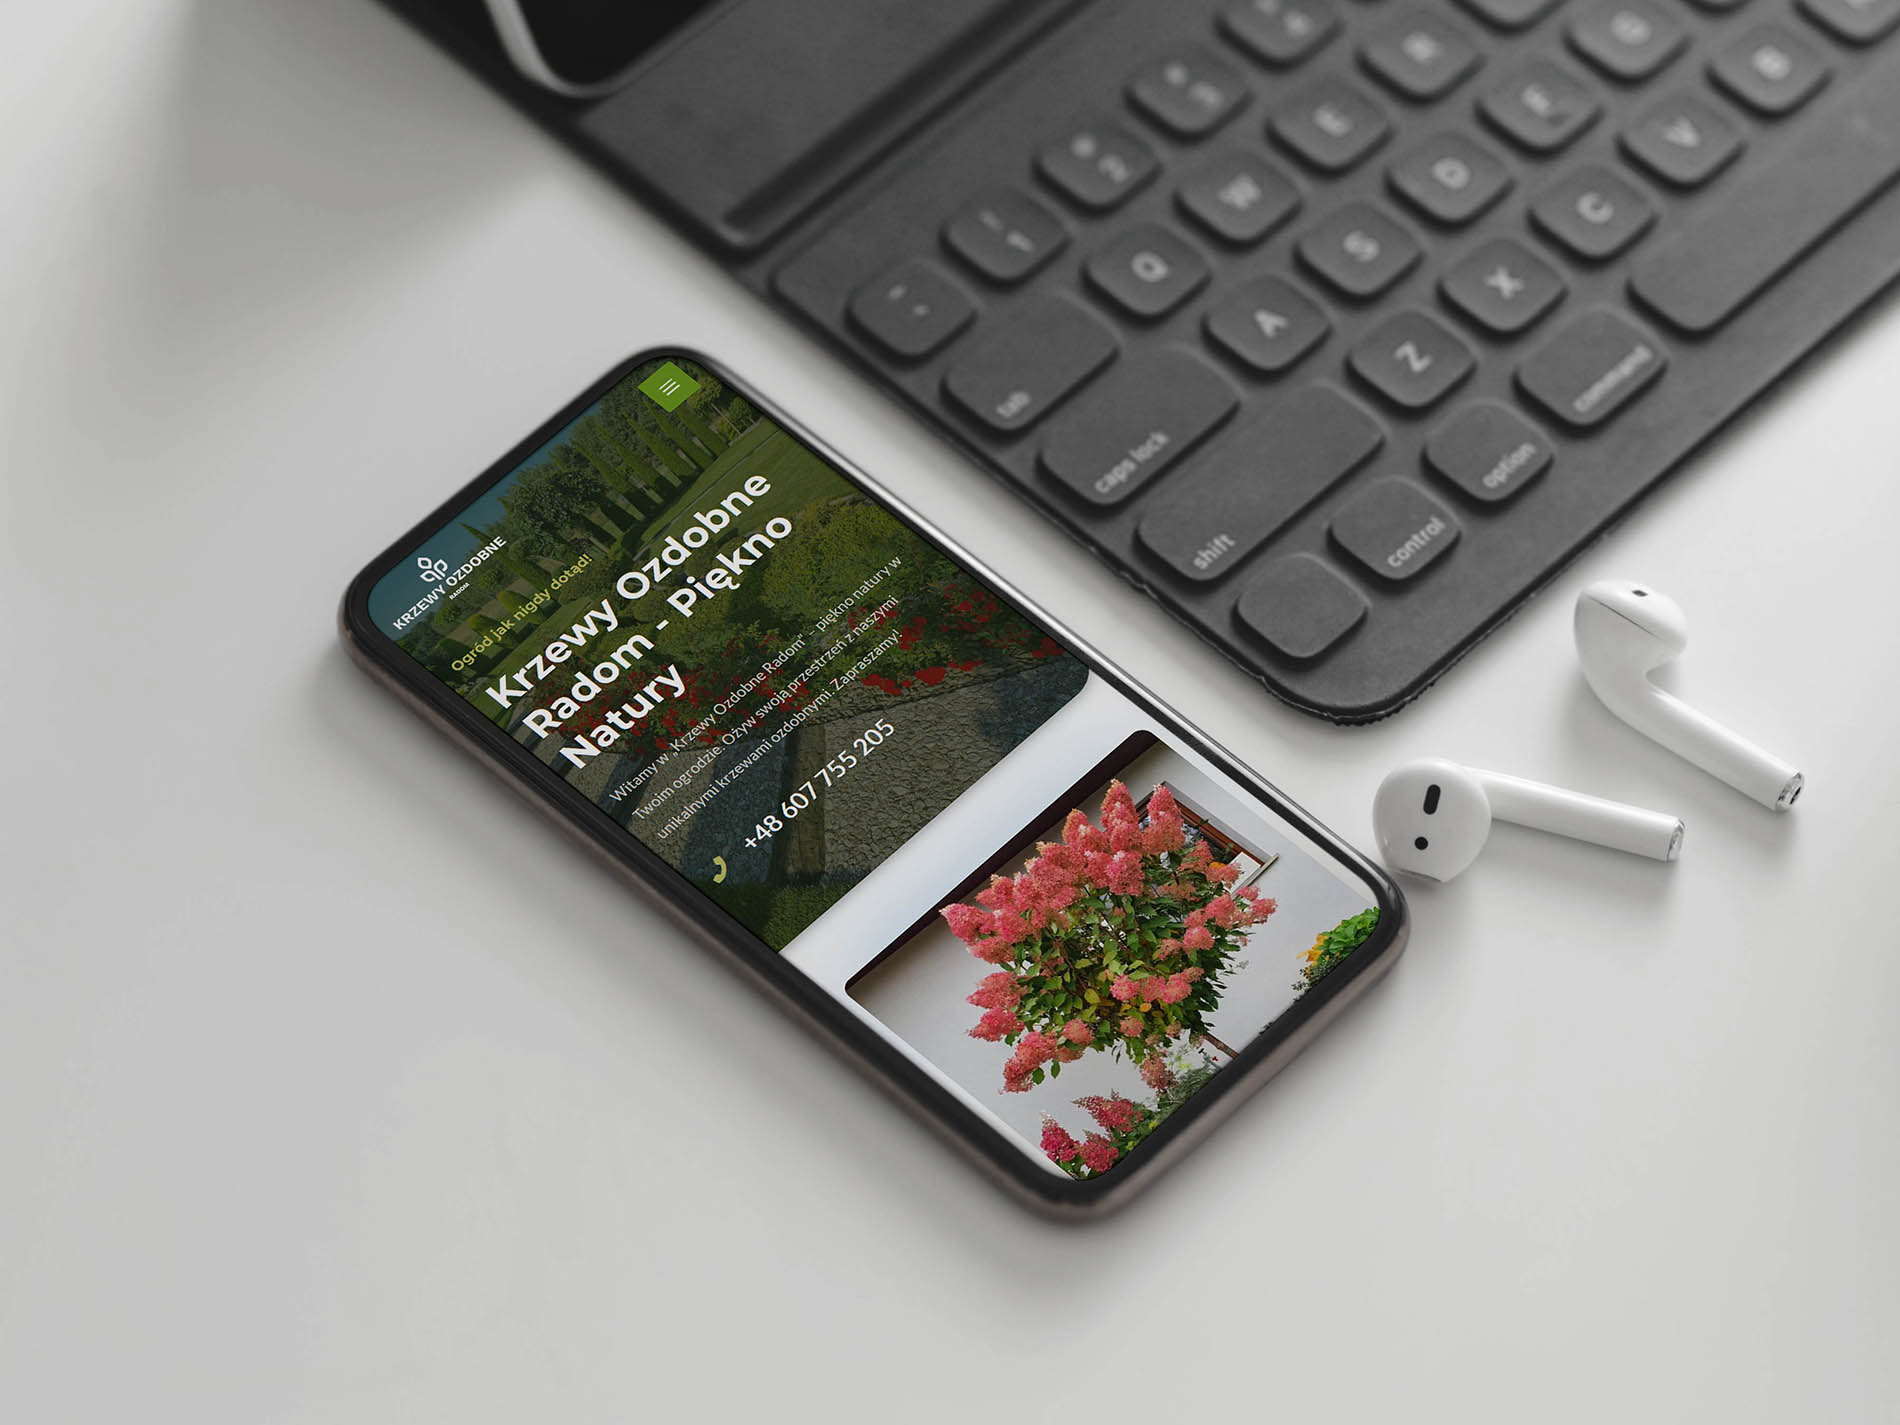 KRZEWY OZDOBNE
RADOM
Ogród jak nigdy dotąd!
Krzewy Ozdobne
Radom - Piękno
Natury
Witamy w „Krzewy Ozdobne Radom" – piękno natury w
Twoim ogrodzie. Ożyw swoją przestrzeń z naszymi
unikalnymi krzewami ozdobnymi. Zapraszamy!
+48 607 755 205
2
Q W E R
tab
A S D F
caps lock
Z X C V B
shift
control option command